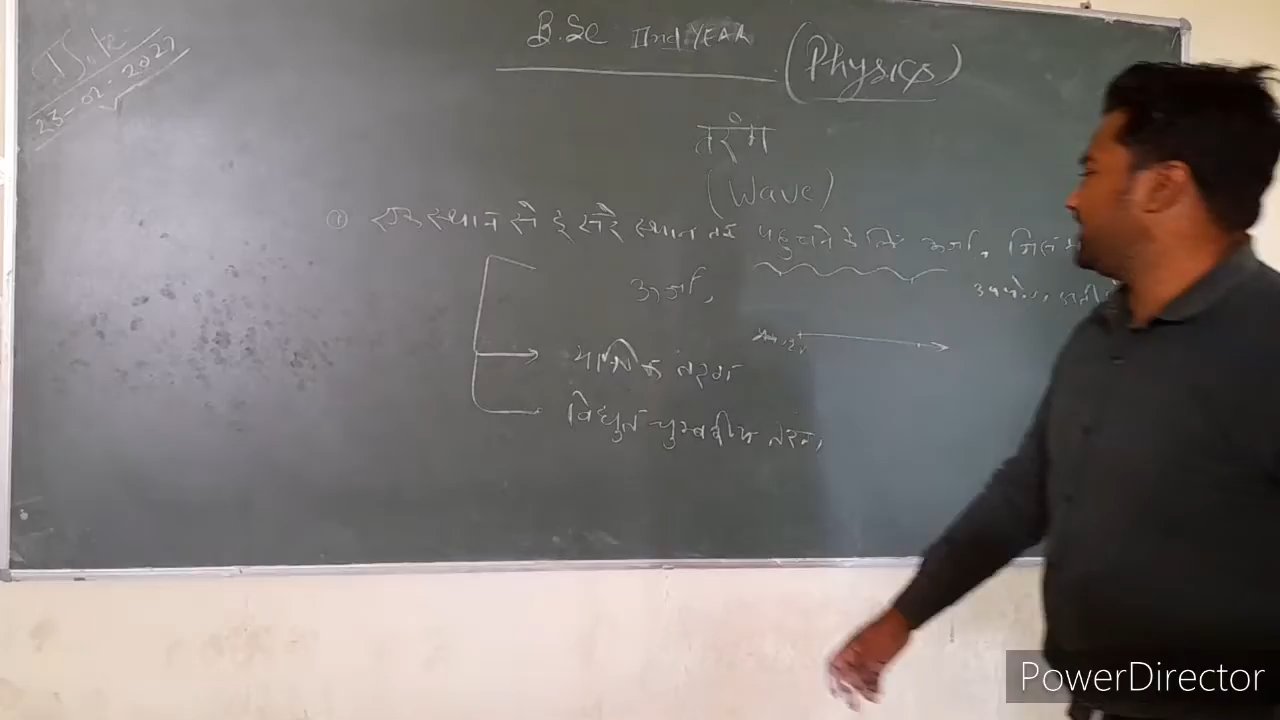 B.Sc IInd YEAR (Physics)
23-02-2021
तरंग
(Wave)
① एक स्थान से दूसरे स्थान तक पहुचने के लिए ऊर्जा,
ऊर्जा,
यांत्रिक तरंग
विधुत चुम्बकीय तरंग,
PowerDirector